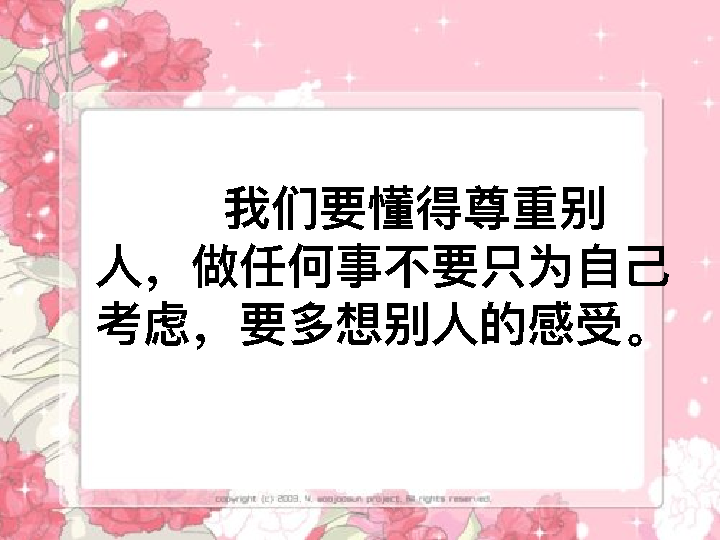 我们要懂得尊重别
人，做任何事不要只为自己
考虑，要多想别人的感受。
copyright (c) 2003. N. woojoosun project. All rights reserved.